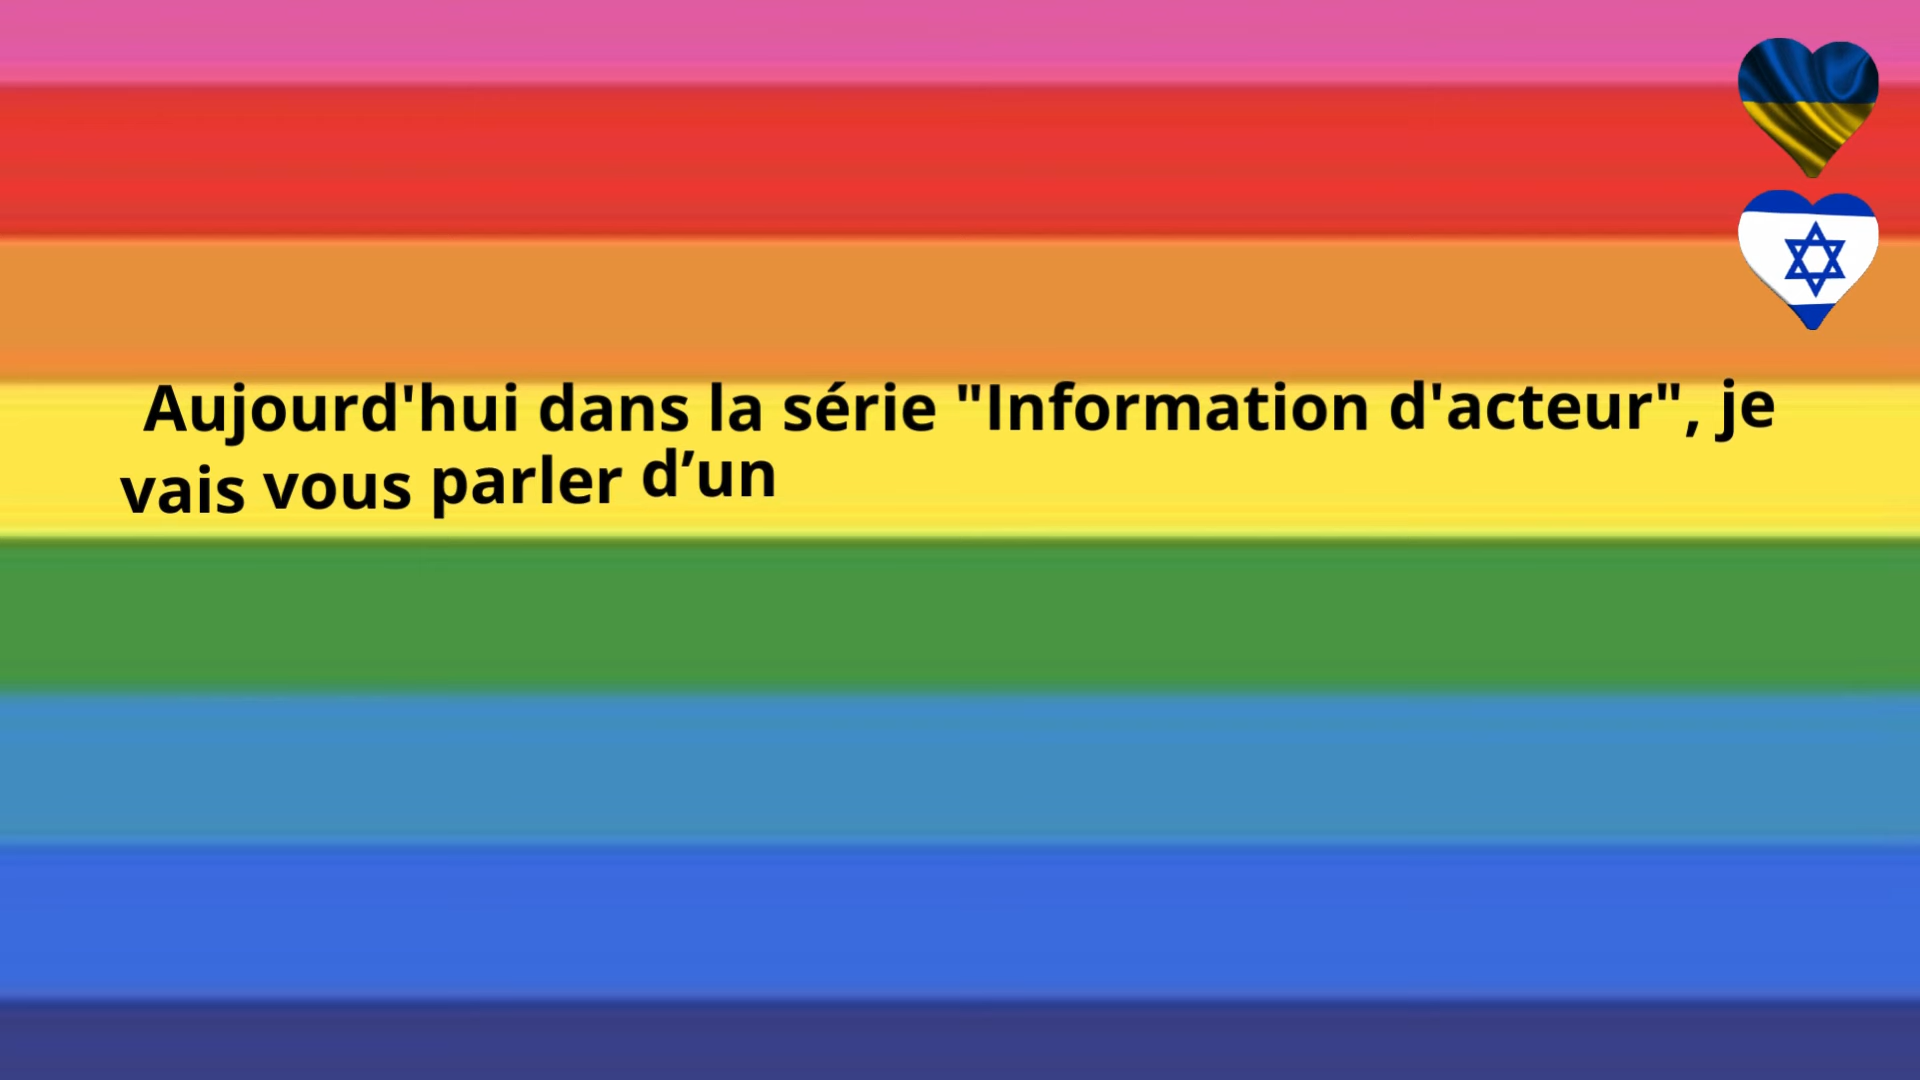 Aujourd'hui dans la série "Information d'acteur", je
vais vous parler d’un